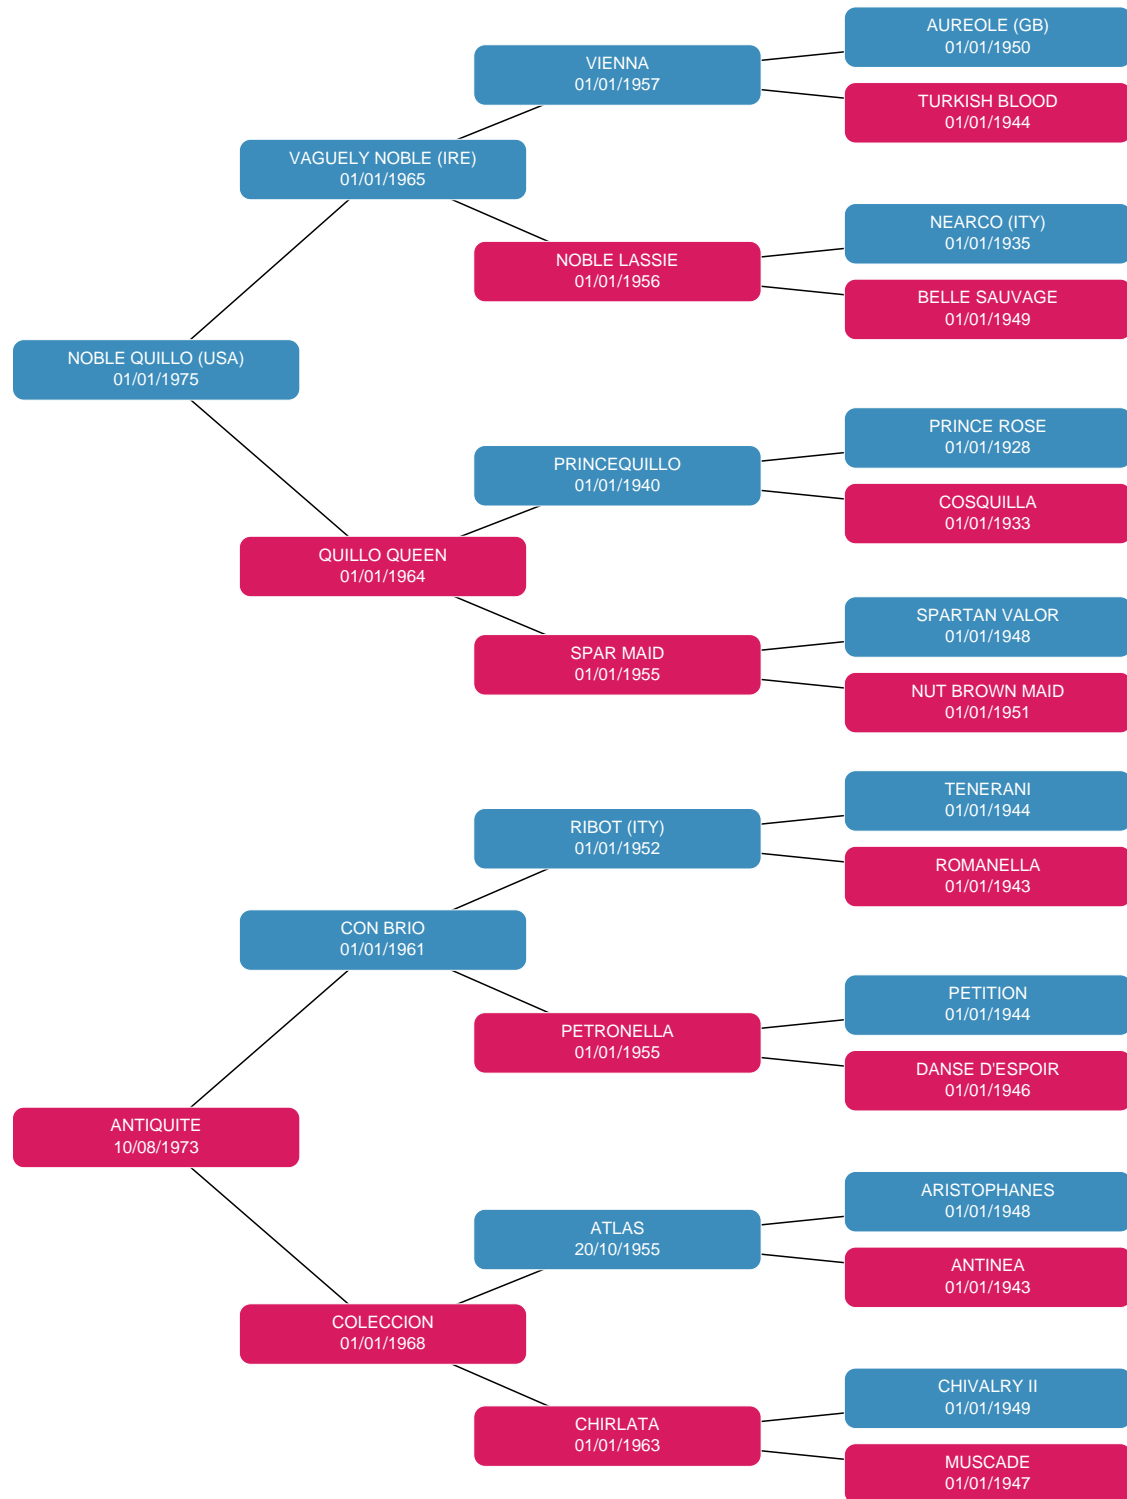 AUREOLE (GB)
01/01/1950
VIENNA
01/01/1957
TURKISH BLOOD
01/01/1944
VAGUELY NOBLE (IRE)
01/01/1965
NEARCO (ITY)
01/01/1935
NOBLE LASSIE
01/01/1956
BELLE SAUVAGE
01/01/1949
NOBLE QUILLO (USA)
01/01/1975
PRINCE ROSE
01/01/1928
PRINCEQUILLO
01/01/1940
COSQUILLA
01/01/1933
QUILLO QUEEN
01/01/1964
SPARTAN VALOR
01/01/1948
SPAR MAID
01/01/1955
NUT BROWN MAID
01/01/1951
TENERANI
01/01/1944
RIBOT (ITY)
01/01/1952
ROMANELLA
01/01/1943
CON BRIO
01/01/1961
PETITION
01/01/1944
PETRONELLA
01/01/1955
DANSE D'ESPOIR
01/01/1946
ANTIQUITE
10/08/1973
ARISTOPHANES
01/01/1948
ATLAS
20/10/1955
ANTINEA
01/01/1943
COLECCION
01/01/1968
CHIVALRY II
01/01/1949
CHIRLATA
01/01/1963
MUSCADE
01/01/1947